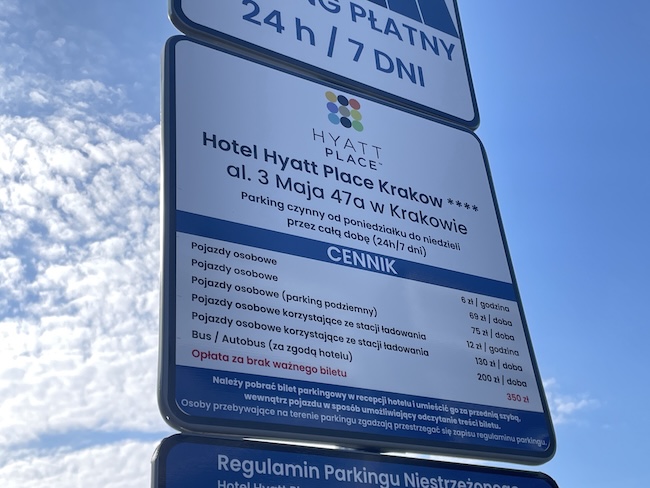 NG PŁATNY
24 h / 7 DNI
HYATT
PLACE™
Hotel Hyatt Place Krakow ****
al. 3 Maja 47a w Krakowie
Parking czynny od poniedziałku do niedzieli
przez całą dobę (24h/7 dni)
CENNIK
Pojazdy osobowe 6 zł / godzina
Pojazdy osobowe 69 zł / doba
Pojazdy osobowe (parking podziemny) 75 zł / doba
Pojazdy osobowe korzystające ze stacji ładowania 12 zł / godzina
Pojazdy osobowe korzystające ze stacji ładowania 130 zł / doba
Bus / Autobus (za zgodą hotelu) 200 zł / doba
Opłata za brak ważnego biletu 350 zł
Należy pobrać bilet parkingowy w recepcji hotelu i umieścić go za przednią szybą,
wewnątrz pojazdu w sposób umożliwiający odczytanie treści biletu.
Osoby przebywające na terenie parkingu zgadzają przestrzegać się zapisu regulaminu parkingu.
Regulamin Parkingu Niestrzeżonego
Hotel Hyatt